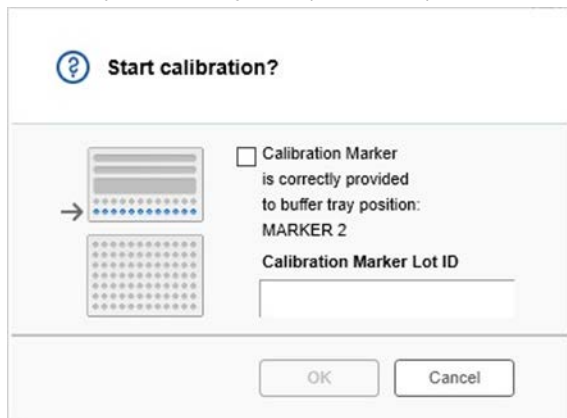 Start calibration?
Calibration Marker
is correctly provided
to buffer tray position:
MARKER 2
Calibration Marker Lot ID
OK
Cancel